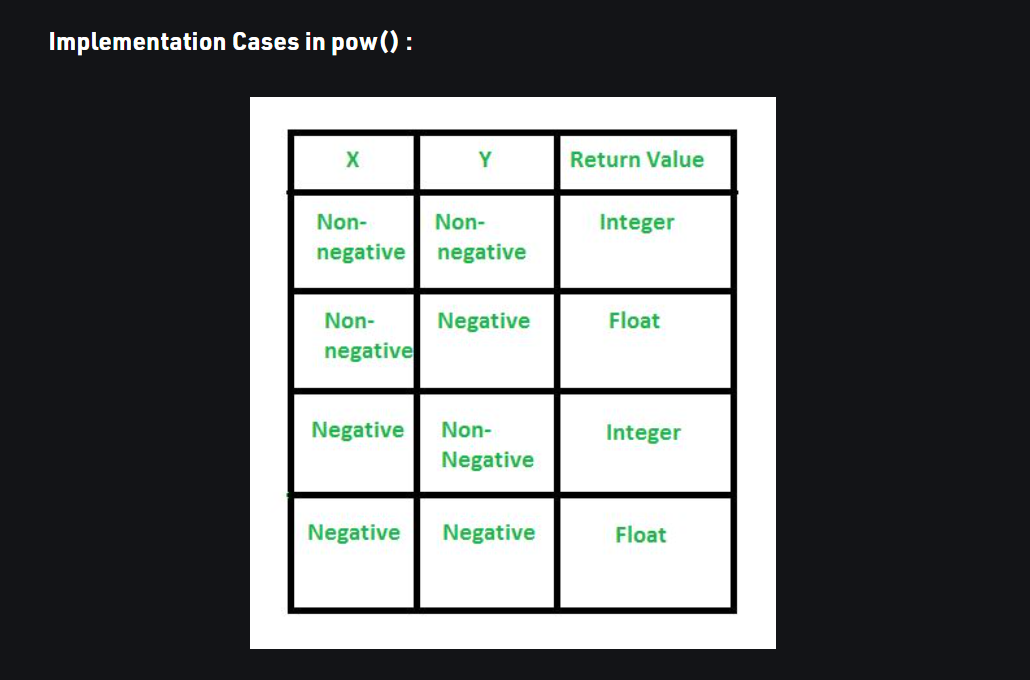 Implementation Cases in pow() :
X Y Return Value
Non- Non- Integer
negative negative
Non- Negative Float
negative
Negative Non- Integer
Negative
Negative Negative Float